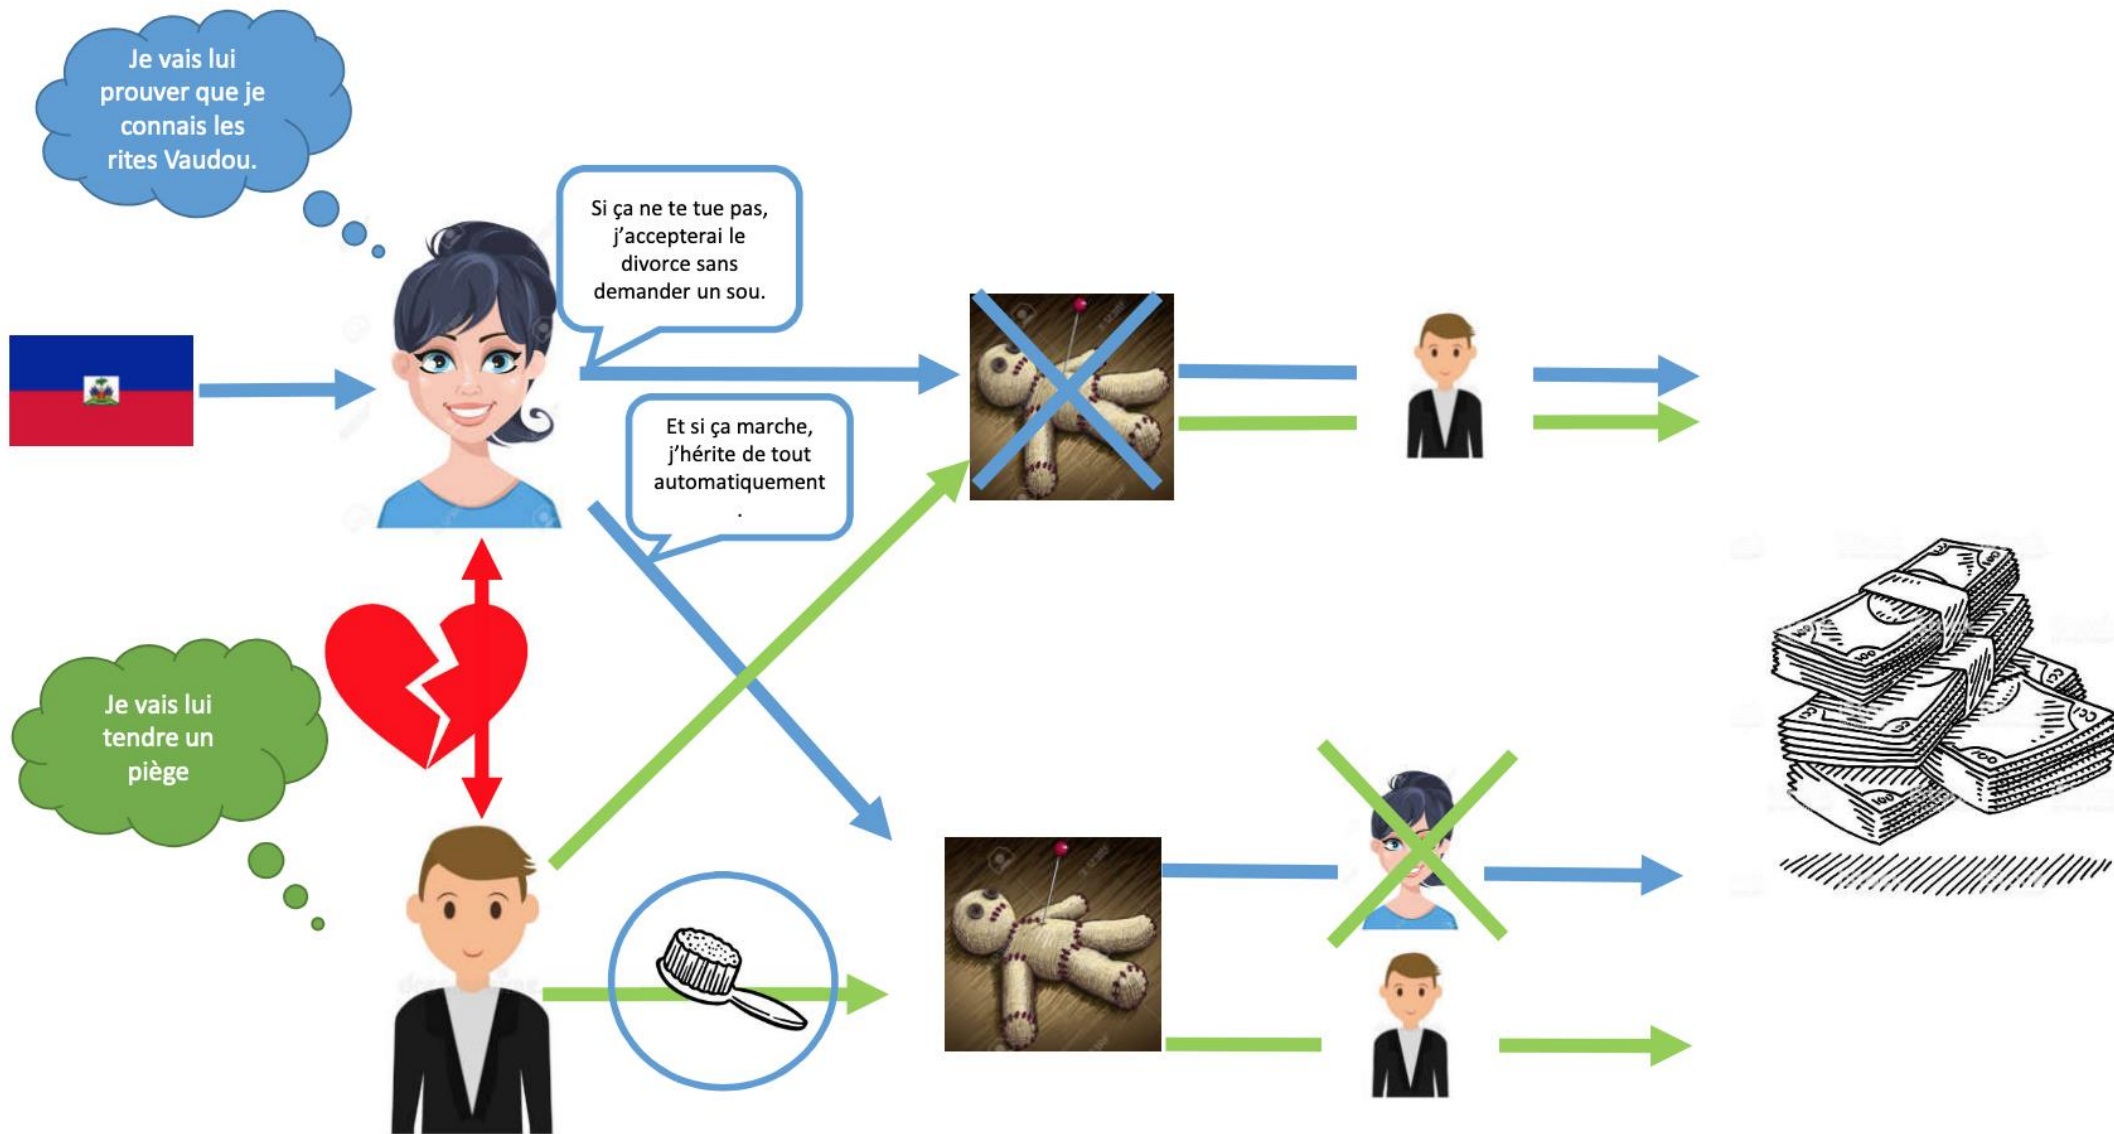 Je vais lui
prouver que je
connais les
rites Vaudou.
Si ça ne te tue pas,
j'accepterai le
divorce sans
demander un sou.
Et si ça marche,
j'hérite de tout
automatiquement
.
Je vais lui
tendre un
piège